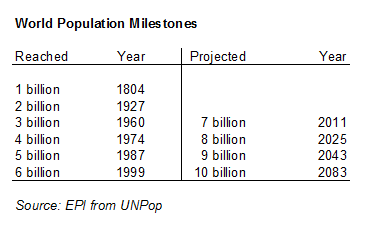 World Population Milestones
Reached Year Projected Year
1 billion 1804
2 billion 1927
3 billion 1960 7 billion 2011
4 billion 1974 8 billion 2025
5 billion 1987 9 billion 2043
6 billion 1999 10 billion 2083
Source: EPI from UNPop